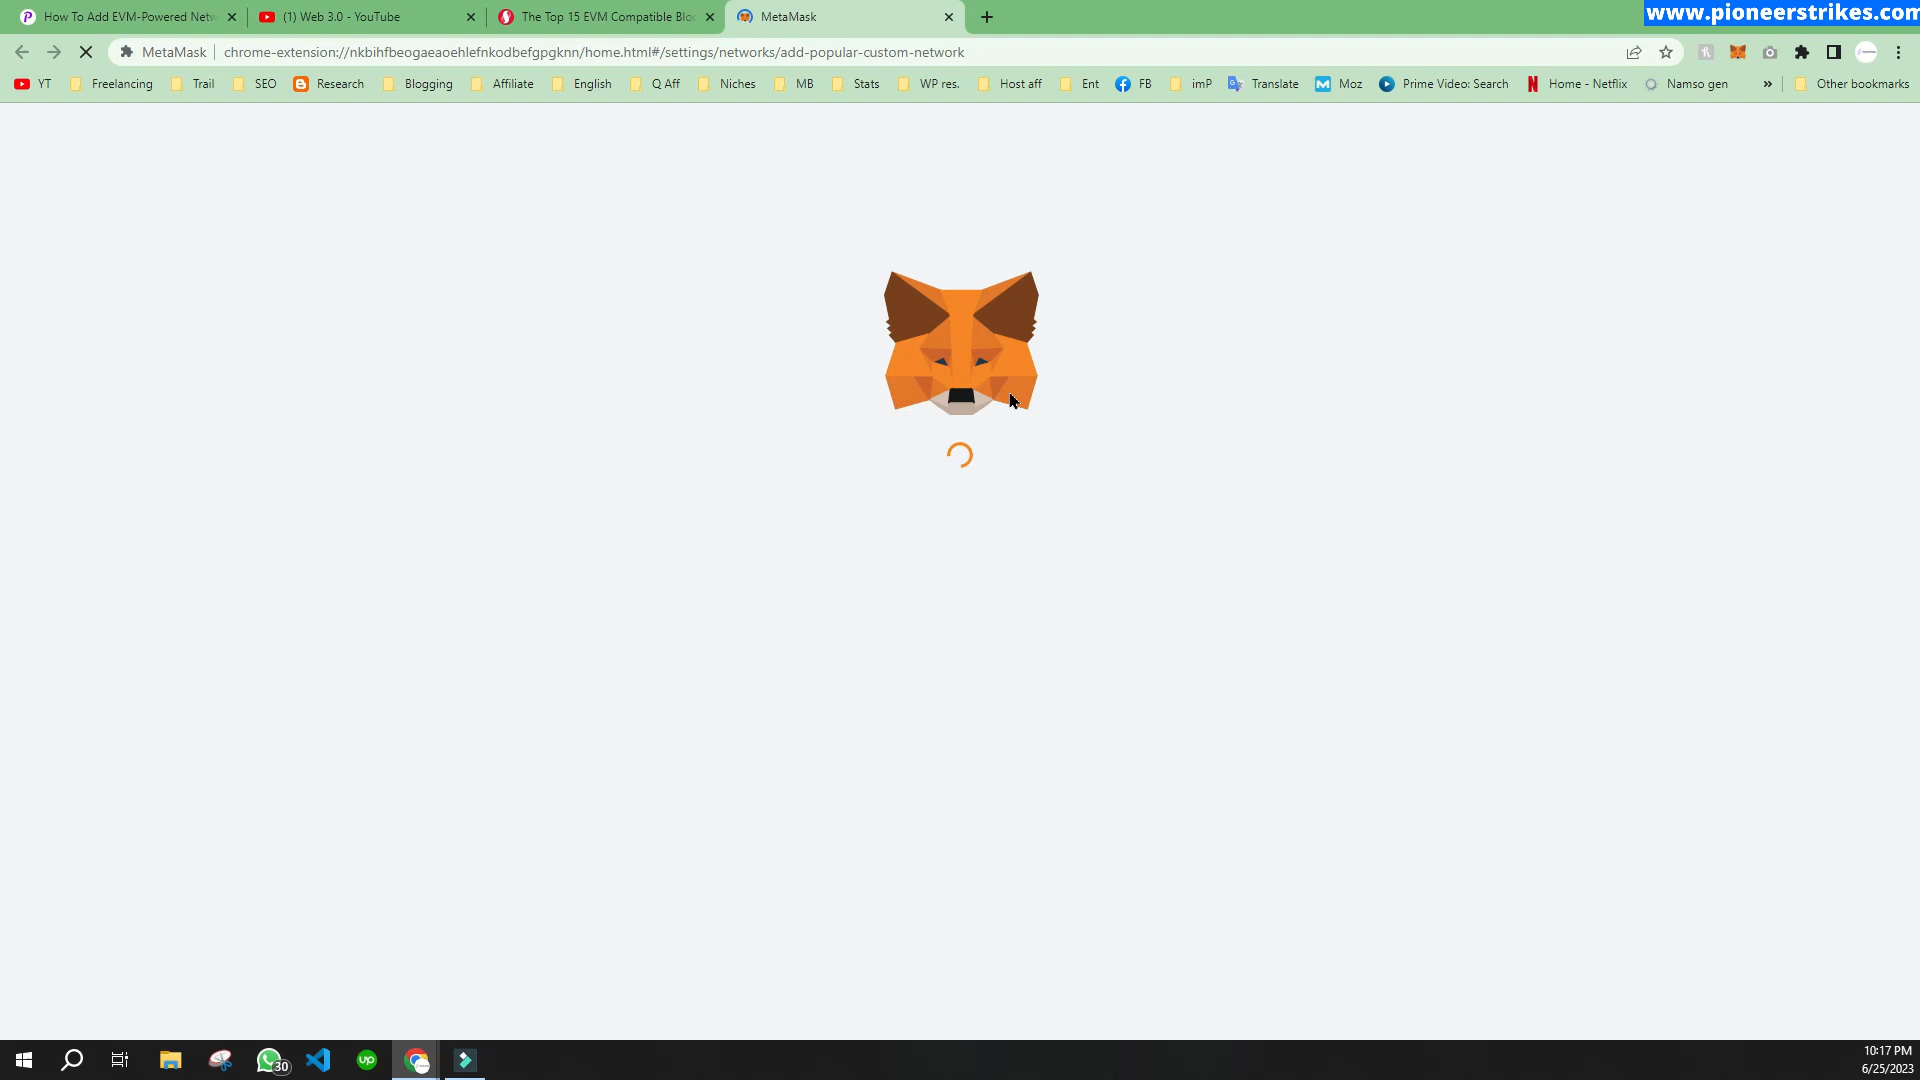 How To Add EVM-Powered Netw
(1) Web 3.0 - YouTube
The Top 15 EVM Compatible Bloc
MetaMask
www.pioneerstrikes.com
MetaMask
chrome-extension://nkbihfbeogaeaoehlefnkodbefgpgknn/home.html#/settings/networks/add-popular-custom-network
YT
Freelancing
Trail
SEO
Research
Blogging
Affiliate
English
Q Aff
Niches
MB
Stats
WP res.
Host aff
Ent
FB
imP
Translate
Moz
Prime Video: Search
Home - Netflix
Namso gen
»
Other bookmarks
30
up
10:17 PM
6/25/2023